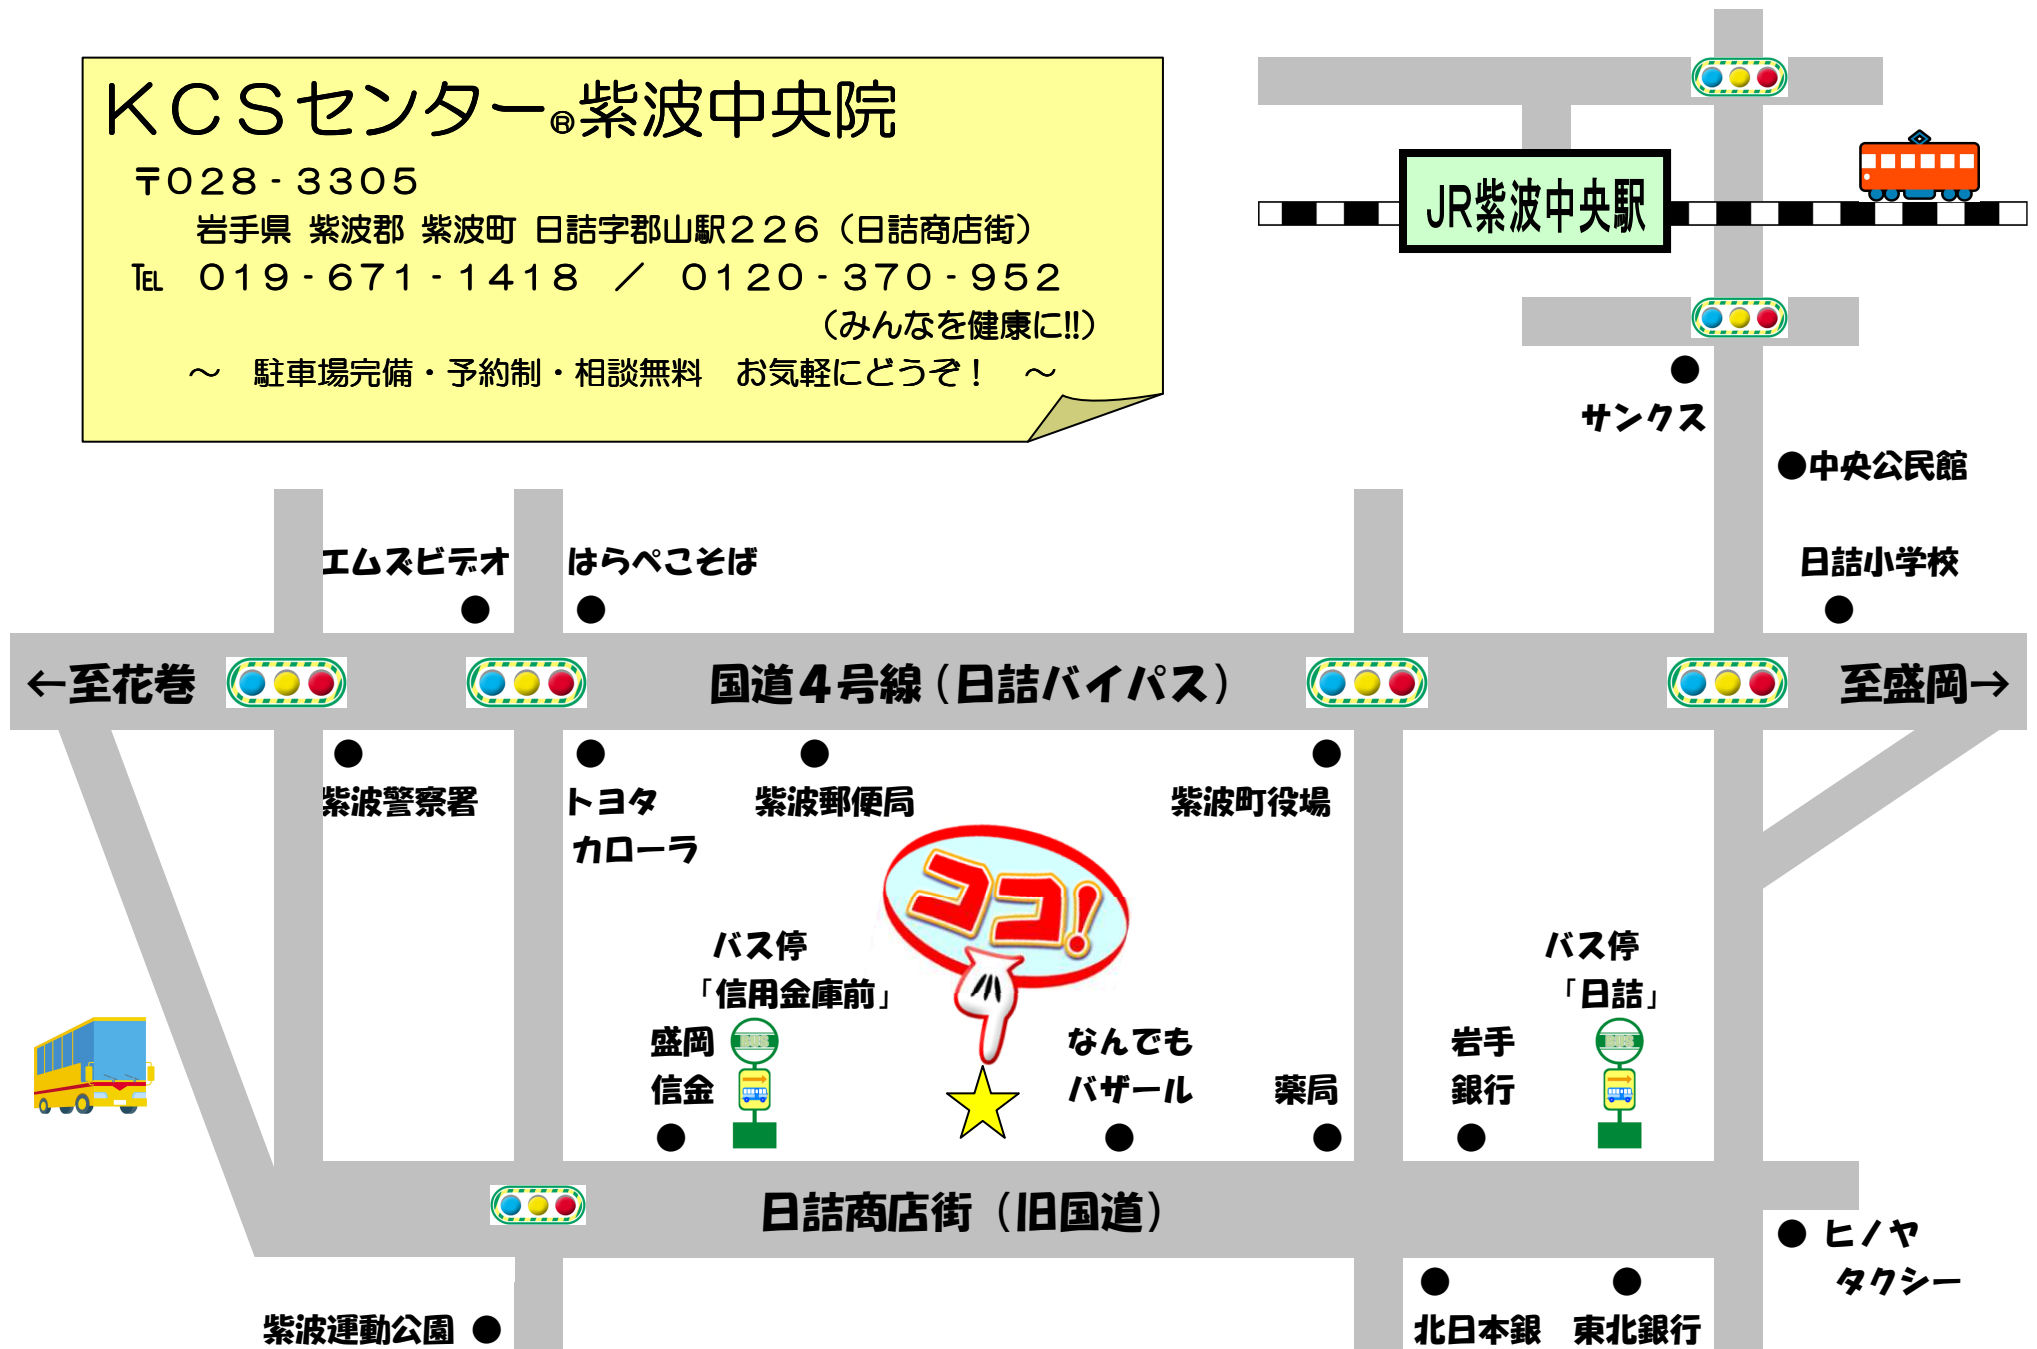 KCSセンター®紫波中央院
〒028-3305
岩手県 紫波郡 紫波町 日詰字郡山駅226（日詰商店街）
℡ 019-671-1418 ／ 0120-370-952
（みんなを健康に!!）
～ 駐車場完備・予約制・相談無料 お気軽にどうぞ！ ～
JR紫波中央駅
サンクス
●中央公民館
エムズビデオ
はらぺこそば
日詰小学校
←至花巻
国道４号線（日詰バイパス）
至盛岡→
紫波警察署
トヨタ
カローラ
紫波郵便局
紫波町役場
ココ！
バス停
「信用金庫前」
バス停
「日詰」
盛岡
信金
BUS
なんでも
バザール
薬局
岩手
銀行
BUS
日詰商店街（旧国道）
ヒノヤ
タクシー
紫波運動公園
北日本銀
東北銀行